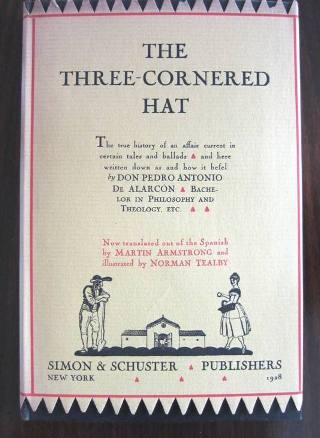 THE
THREE-CORNERED
HAT
The true history of an affair current in
certain tales and ballads and here
written down as and how it befel
by DON PEDRO ANTONIO
DE ALARCÓN BACHE-
LOR IN PHILOSOPHY AND
THEOLOGY, ETC.
Now translated out of the Spanish
by MARTIN ARMSTRONG and
illustrated by NORMAN TEALBY
SIMON & SCHUSTER PUBLISHERS
NEW YORK 1928